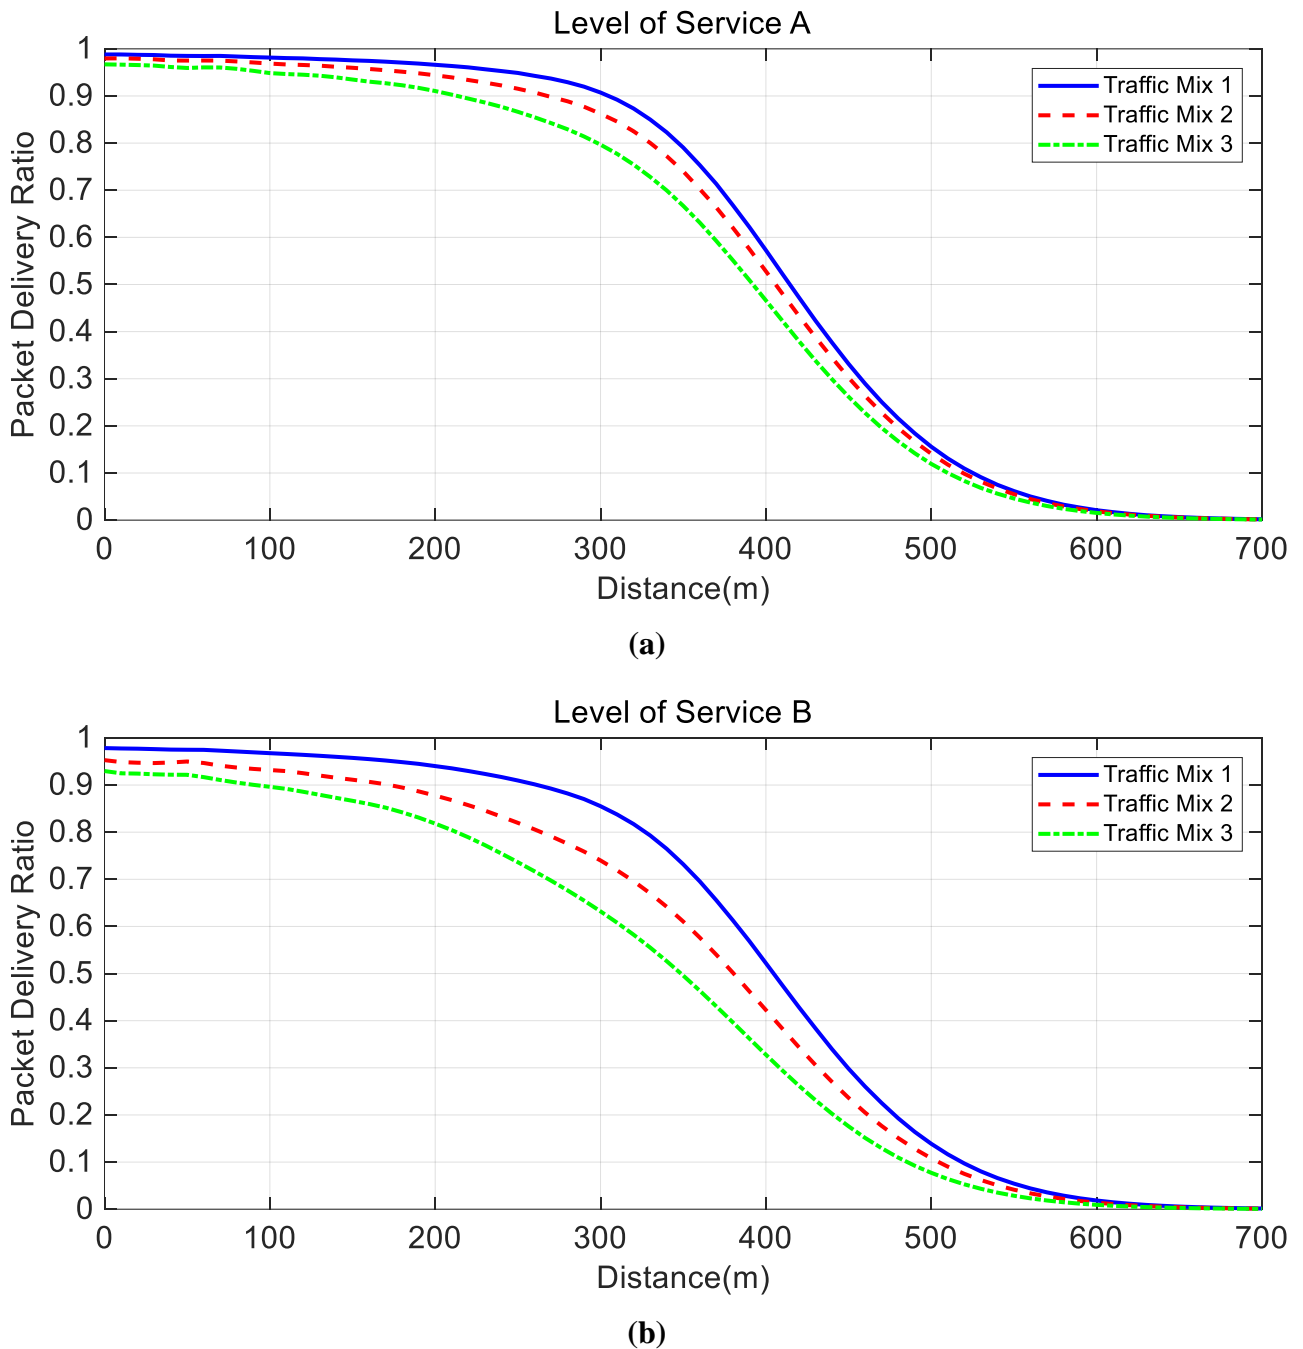 Level of Service A
1
0.9
0.8
0.7
0.6
0.5
0.4
0.3
0.2
0.1
0
Packet Delivery Ratio
Traffic Mix 1
Traffic Mix 2
Traffic Mix 3
0 100 200 300 400 500 600 700
Distance(m)
(a)
Level of Service B
1
0.9
0.8
0.7
0.6
0.5
0.4
0.3
0.2
0.1
0
Packet Delivery Ratio
Traffic Mix 1
Traffic Mix 2
Traffic Mix 3
0 100 200 300 400 500 600 700
Distance(m)
(b)